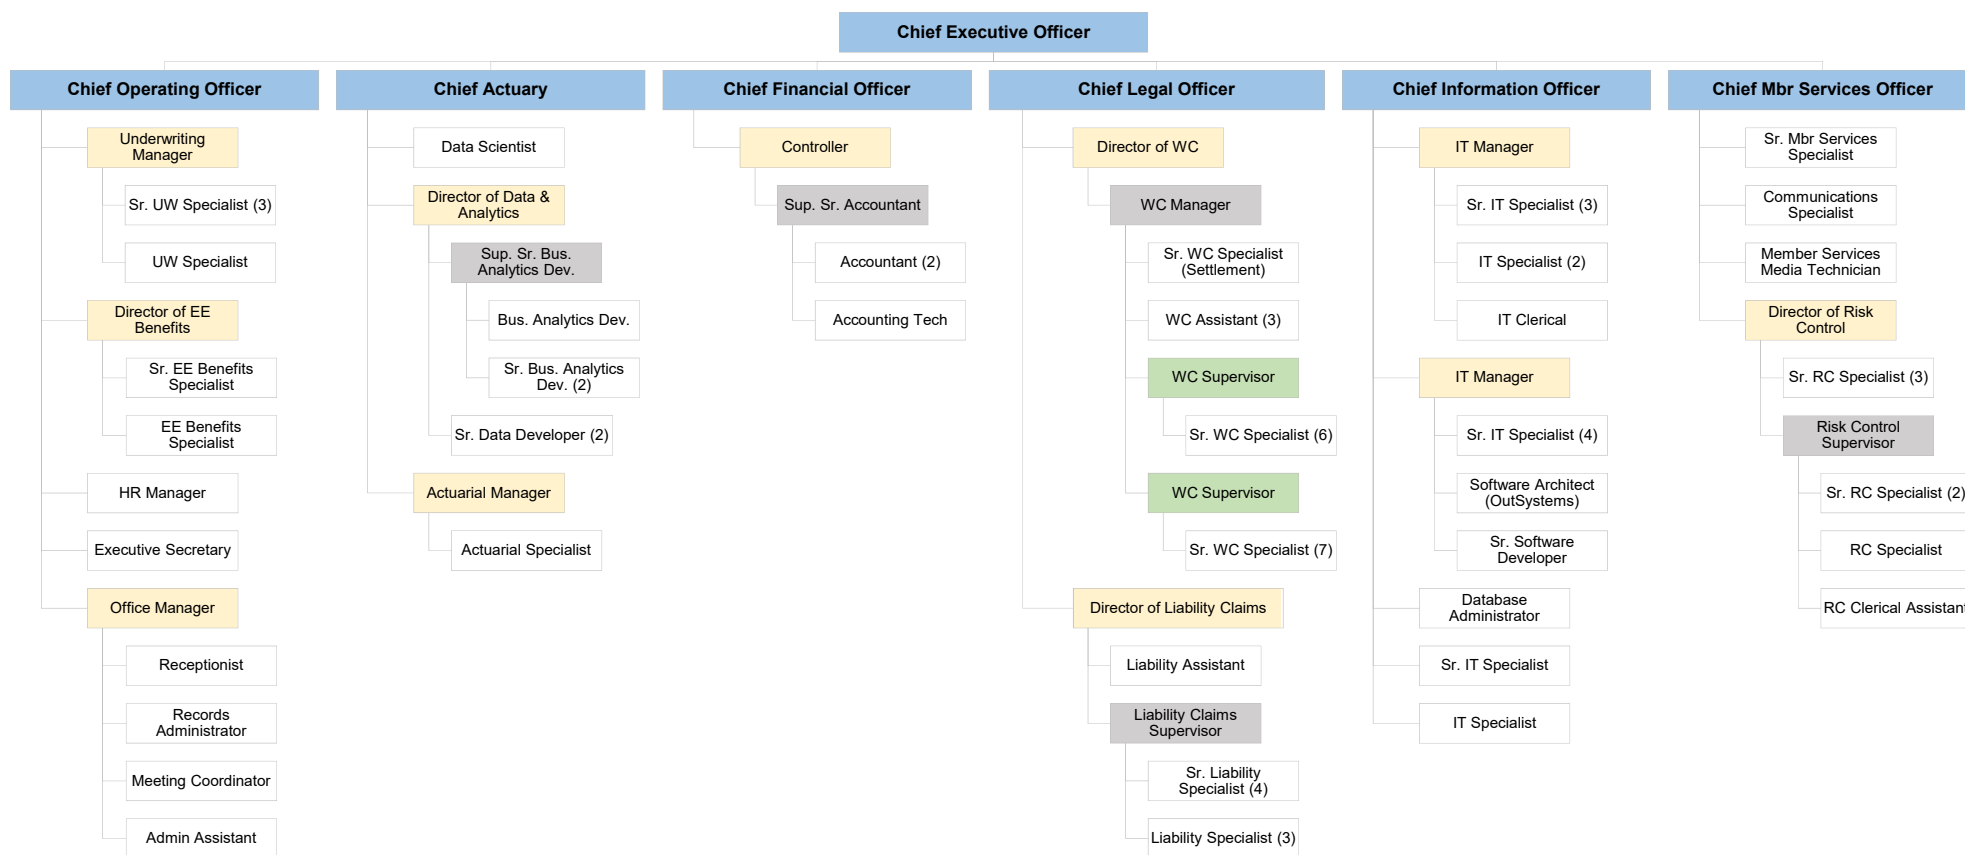 Chief Executive Officer
Chief Operating Officer
Underwriting
Manager
Sr. UW Specialist (3)
UW Specialist
Director of EE
Benefits
Sr. EE Benefits
Specialist
EE Benefits
Specialist
HR Manager
Executive Secretary
Office Manager
Receptionist
Records
Administrator
Meeting Coordinator
Admin Assistant
Chief Actuary
Data Scientist
Director of Data &
Analytics
Sup. Sr. Bus.
Analytics Dev.
Bus. Analytics Dev.
Sr. Bus. Analytics
Dev. (2)
Sr. Data Developer (2)
Actuarial Manager
Actuarial Specialist
Chief Financial Officer
Controller
Sup. Sr. Accountant
Accountant (2)
Accounting Tech
Chief Legal Officer
Director of WC
WC Manager
Sr. WC Specialist
(Settlement)
WC Assistant (3)
WC Supervisor
Sr. WC Specialist (6)
WC Supervisor
Sr. WC Specialist (7)
Director of Liability Claims
Liability Assistant
Liability Claims
Supervisor
Sr. Liability
Specialist (4)
Liability Specialist (3)
Chief Information Officer
IT Manager
Sr. IT Specialist (3)
IT Specialist (2)
IT Clerical
IT Manager
Sr. IT Specialist (4)
Software Architect
(OutSystems)
Sr. Software
Developer
Database
Administrator
Sr. IT Specialist
IT Specialist
Chief Mbr Services Officer
Sr. Mbr Services
Specialist
Communications
Specialist
Member Services
Media Technician
Director of Risk
Control
Sr. RC Specialist (3)
Risk Control
Supervisor
Sr. RC Specialist (2)
RC Specialist
RC Clerical Assistant